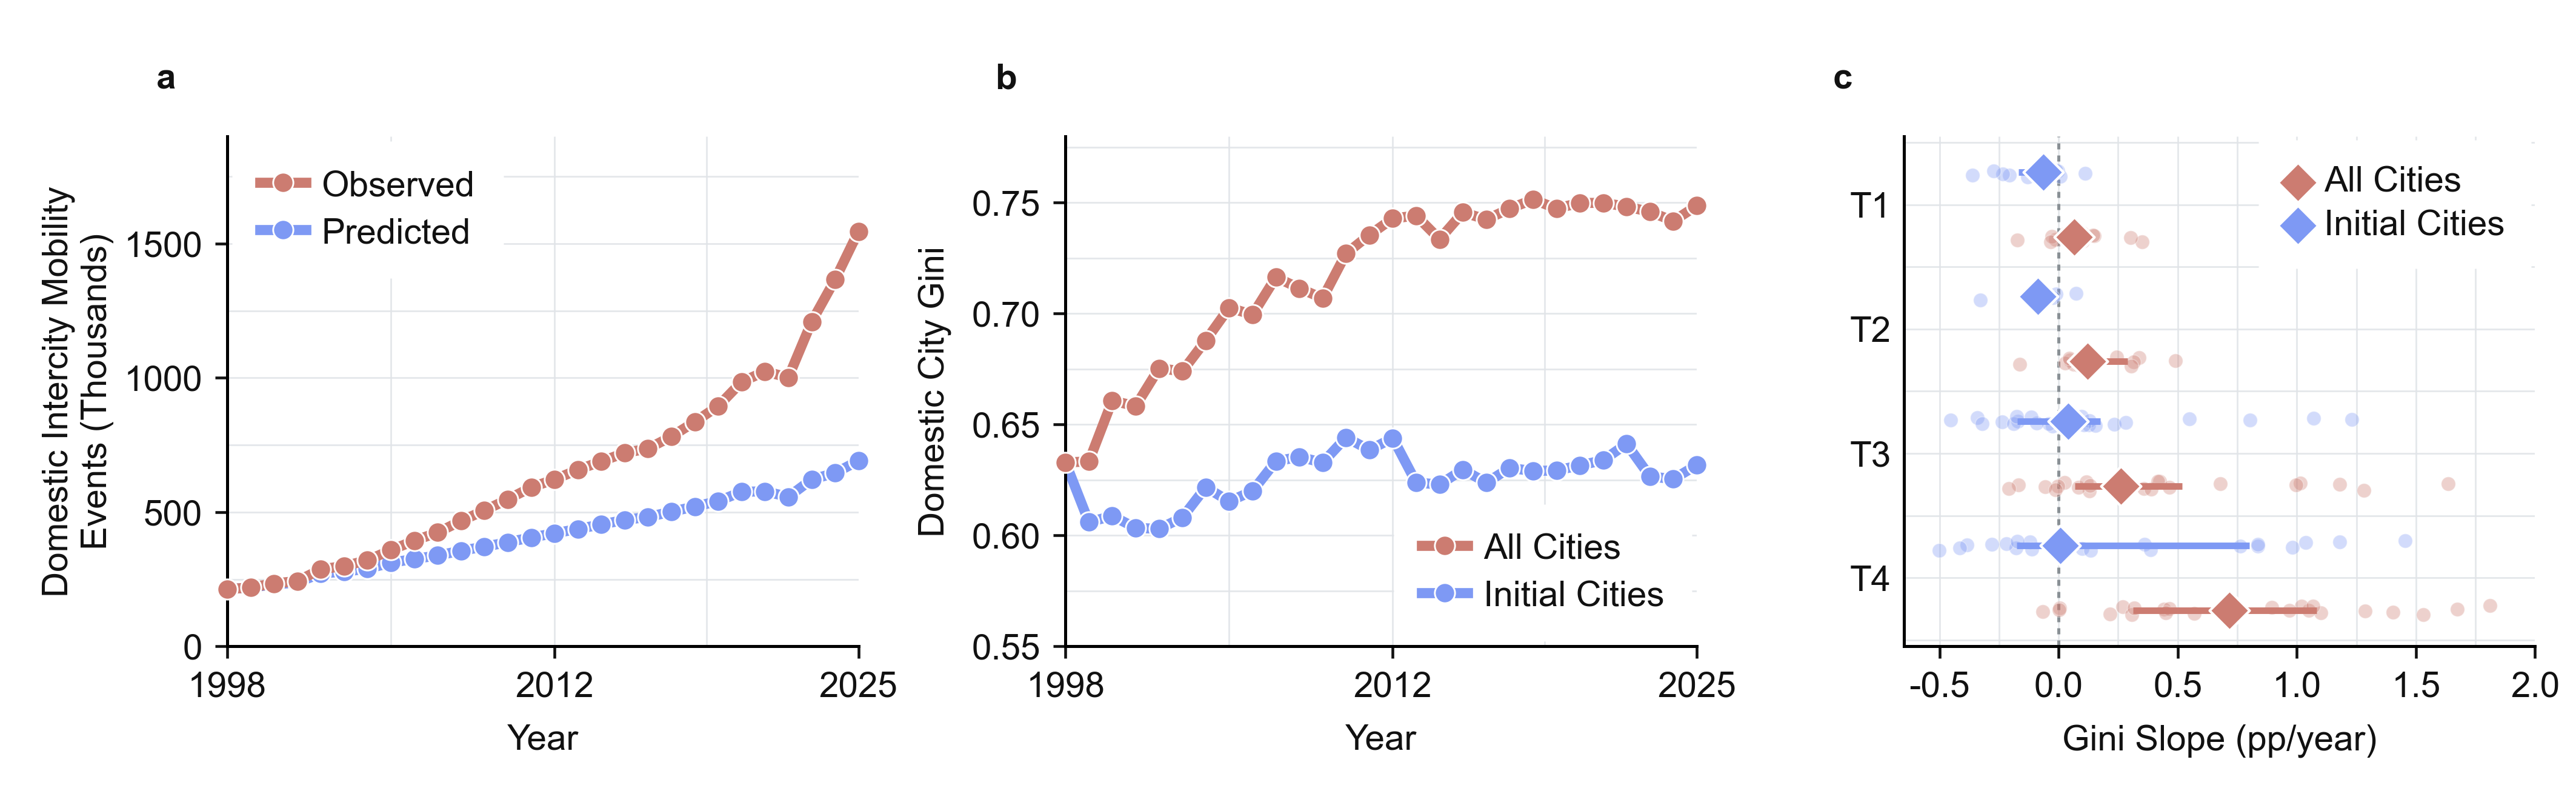 a
Domestic Intercity Mobility
Events (Thousands)
1500
1000
500
0
Observed
Predicted
1998
2012
2025
Year
b
Domestic City Gini
0.75
0.70
0.65
0.60
0.55
All Cities
Initial Cities
1998
2012
2025
Year
c
T1
T2
T3
T4
All Cities
Initial Cities
-0.5
0.0
0.5
1.0
1.5
2.0
Gini Slope (pp/year)